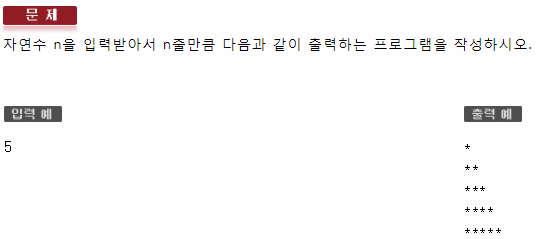 문 제
자연수 n을 입력받아서 n줄만큼 다음과 같이 출력하는 프로그램을 작성하시오.
입력 예
출력 예
5
*
**
***
****
*****